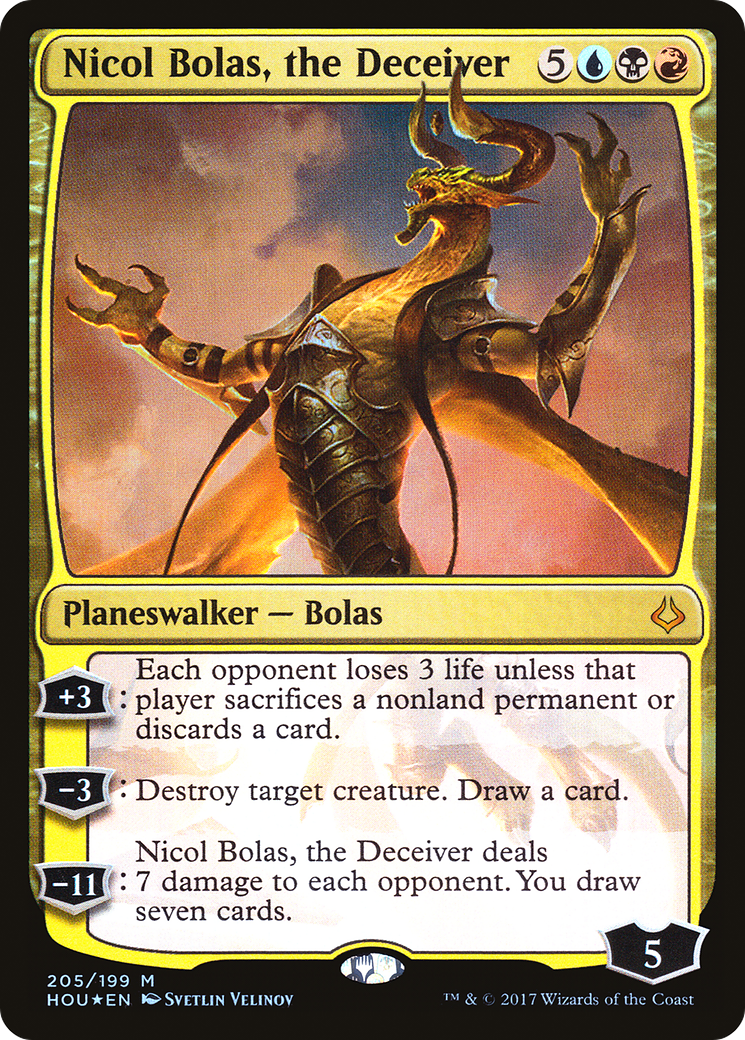 Nicol Bolas, the Deceiver 5
Planeswalker — Bolas
Each opponent loses 3 life unless that
+3 : player sacrifices a nonland permanent or
discards a card.
−3 : Destroy target creature. Draw a card.
Nicol Bolas, the Deceiver deals
−11 : 7 damage to each opponent. You draw
seven cards.
5
205/199 M
HOU★EN Svetlin Velinov
™ & © 2017 Wizards of the Coast